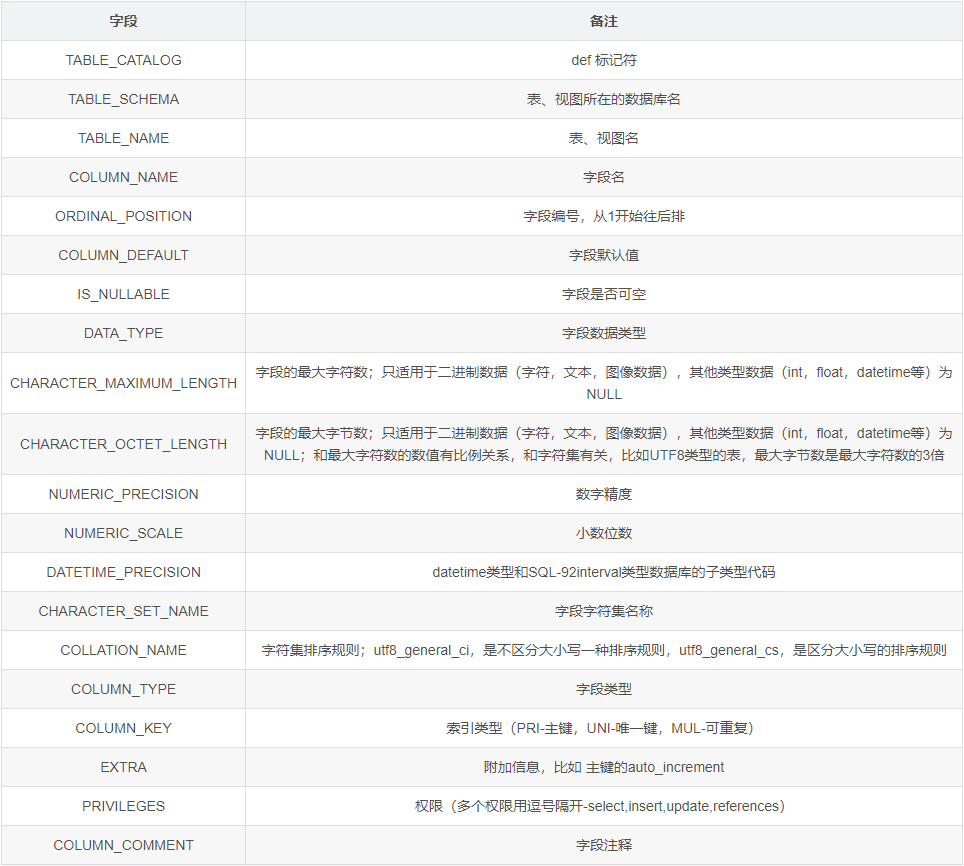 字段 备注
TABLE_CATALOG def 标记符
TABLE_SCHEMA 表、视图所在的数据库名
TABLE_NAME 表、视图名
COLUMN_NAME 字段名
ORDINAL_POSITION 字段编号，从1开始往后排
COLUMN_DEFAULT 字段默认值
IS_NULLABLE 字段是否可空
DATA_TYPE 字段数据类型
CHARACTER_MAXIMUM_LENGTH 字段的最大字符数；只适用于二进制数据（字符，文本，图像数据），其他类型数据（int，float，datetime等）为
NULL
CHARACTER_OCTET_LENGTH 字段的最大字节数；只适用于二进制数据（字符，文本，图像数据），其他类型数据（int，float，datetime等）为
NULL；和最大字符数的数值有比例关系，和字符集有关，比如UTF8类型的表，最大字节数是最大字符数的3倍
NUMERIC_PRECISION 数字精度
NUMERIC_SCALE 小数位数
DATETIME_PRECISION datetime类型和SQL-92interval类型数据库的子类型代码
CHARACTER_SET_NAME 字段字符集名称
COLLATION_NAME 字符集排序规则；utf8_general_ci，是不区分大小写一种排序规则，utf8_general_cs，是区分大小写的排序规则
COLUMN_TYPE 字段类型
COLUMN_KEY 索引类型（PRI-主键，UNI-唯一键，MUL-可重复）
EXTRA 附加信息，比如 主键的auto_increment
PRIVILEGES 权限（多个权限用逗号隔开-select,insert,update,references）
COLUMN_COMMENT 字段注释